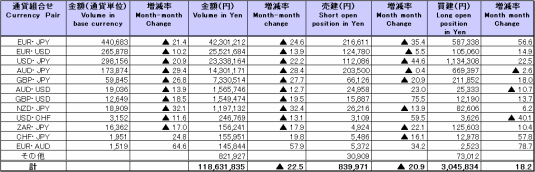 通貨組合せ 金額(通貨単位) 増減率 金額(円) 増減率 売建(円) 増減率 買建(円) 増減率
Currency Pair Volume in base currency Month-month Change Volume in Yen Month-month change Short open position in Yen Month month Change Long open position in Yen Month month Change
EUR・JPY 440,683 ▲ 21.4 42,301,212 ▲ 24.6 216,611 ▲ 35.4 587,338 56.6
EUR・USD 265,878 ▲ 10.2 25,521,684 ▲ 13.9 124,780 ▲ 5.5 105,060 14.9
USD・JPY 298,156 ▲ 20.9 23,338,164 ▲ 22.2 112,086 ▲ 44.6 1,134,308 22.5
AUD・JPY 173,874 ▲ 29.4 14,301,171 ▲ 28.4 203,500 ▲ 0.4 669,397 ▲ 2.6
GBP・JPY 59,845 ▲ 26.8 7,330,514 ▲ 27.7 66,126 ▲ 20.9 211,852 18.0
AUD・USD 19,036 ▲ 13.9 1,565,746 ▲ 12.7 24,958 23.0 25,333 ▲ 10.7
GBP・USD 12,649 ▲ 18.5 1,549,474 ▲ 19.5 15,887 75.5 12,190 13.7
NZD・JPY 18,909 ▲ 32.1 1,197,132 ▲ 32.4 26,216 ▲ 13.9 82,606 6.2
USD・CHF 3,152 ▲ 11.6 246,769 ▲ 13.1 3,109 59.5 3,626 ▲ 40.1
ZAR・JPY 16,362 ▲ 17.0 156,241 ▲ 17.9 4,924 ▲ 22.1 125,603 ▲ 10.4
CHF・JPY 1,951 24.8 155,951 19.8 5,486 ▲ 16.1 12,978 57.8
EUR・AUD 1,519 64.6 145,844 57.9 5,372 34.2 2,523 78.7
その他 821,927 30,909 73,012
計 118,631,835 ▲ 22.5 839,971 ▲ 20.9 3,045,834 18.2